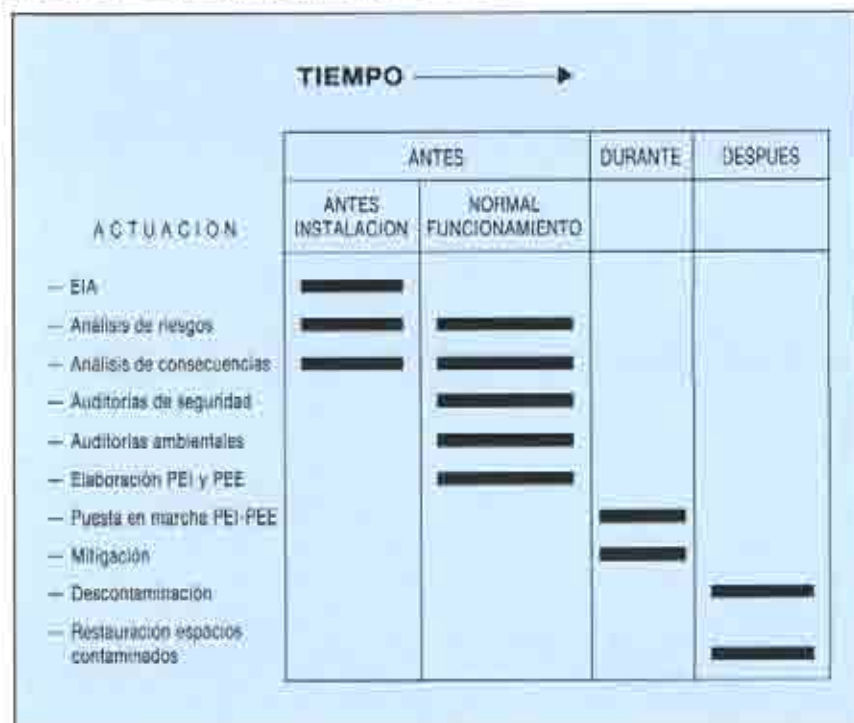 TIEMPO
ANTES DURANTE DESPUES
ACTUACION ANTES INSTALACION NORMAL FUNCIONAMIENTO
— EIA
— Análisis de riesgos
— Análisis de consecuencias
— Auditorías de seguridad
— Auditorías ambientales
— Elaboración PEI y PEE
— Puesta en marcha PEI-PEE
— Mitigación
— Descontaminación
— Restauración espacios
contaminados